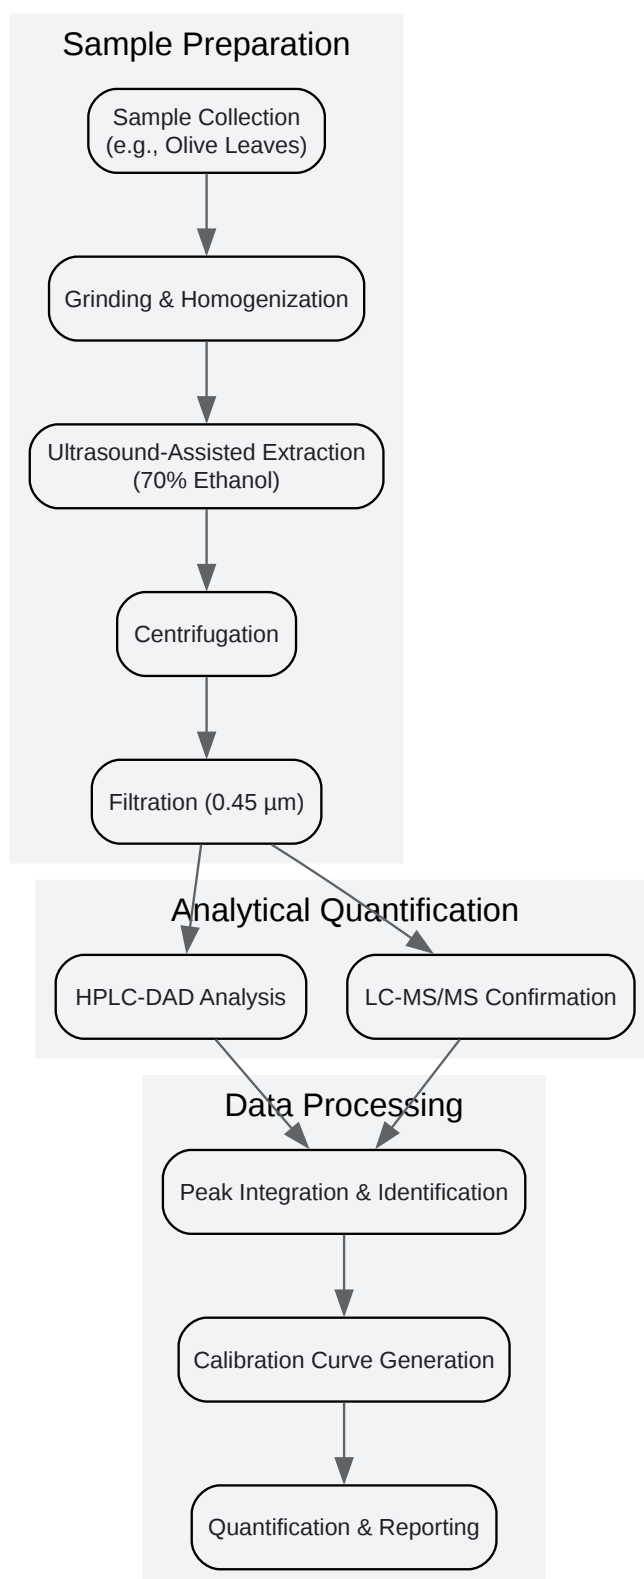 Sample Preparation
Sample Collection
(e.g., Olive Leaves)
Grinding & Homogenization
Ultrasound-Assisted Extraction
(70% Ethanol)
Centrifugation
Filtration (0.45 µm)
Analytical Quantification
HPLC-DAD Analysis
LC-MS/MS Confirmation
Data Processing
Peak Integration & Identification
Calibration Curve Generation
Quantification & Reporting